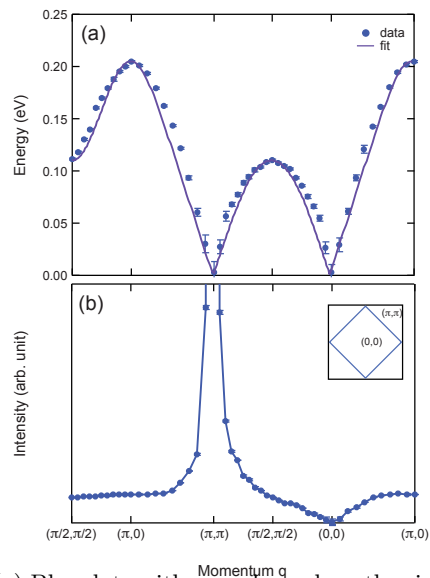 0.25
(a)
data
fit
0.20
0.15
0.10
0.05
0.00
Energy (eV)
(b)
(π,π)
(0,0)
Intensity (arb. unit)
(π/2,π/2) (π,0) (π,π) (π/2,π/2) (0,0) (π,0)
Momentum q